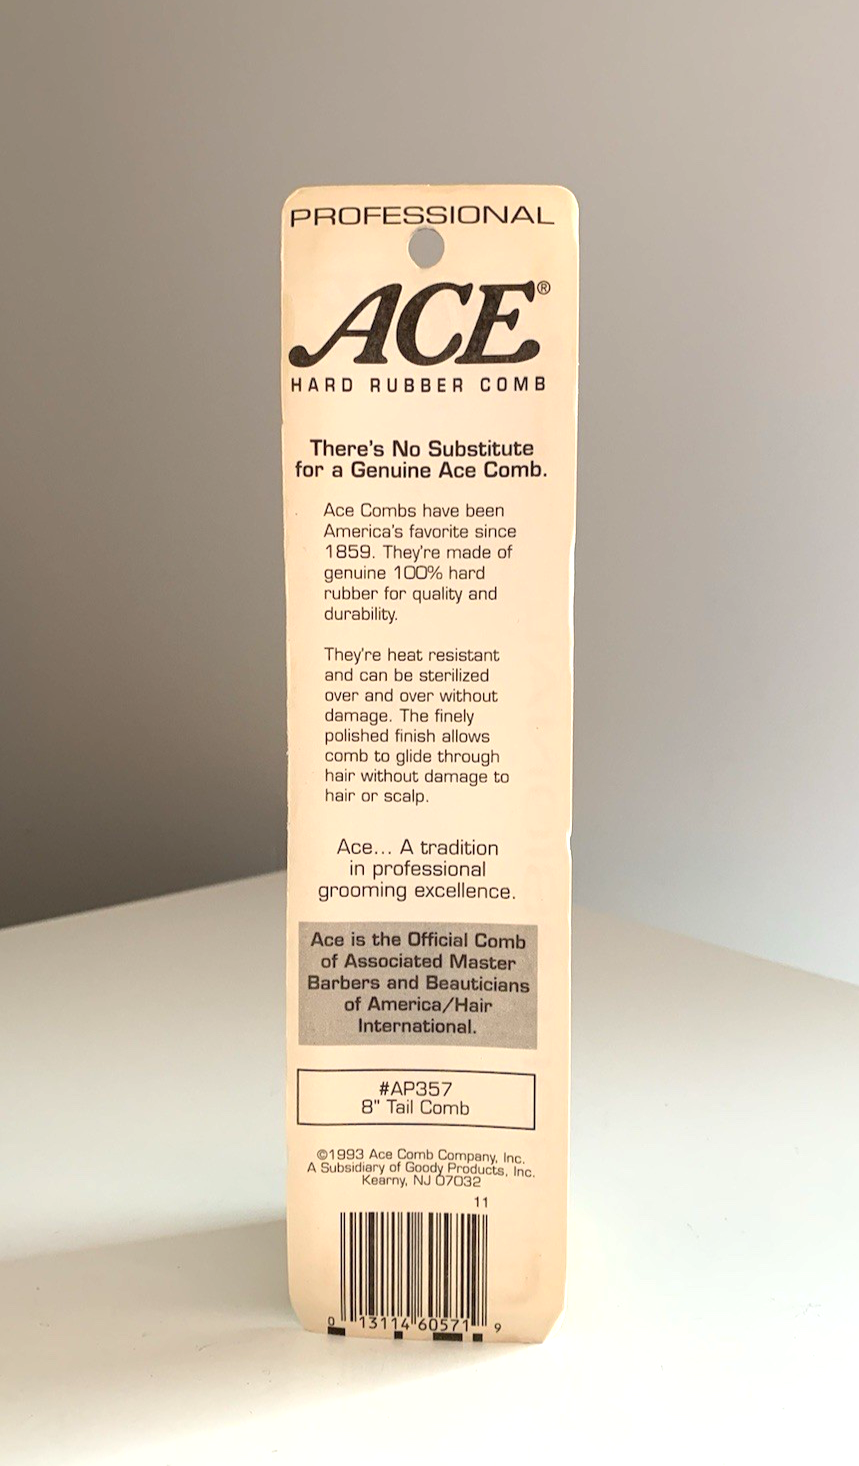 PROFESSIONAL
ACE®
HARD RUBBER COMB
There's No Substitute
for a Genuine Ace Comb.
Ace Combs have been
America's favorite since
1859. They're made of
genuine 100% hard
rubber for quality and
durability.
They're heat resistant
and can be sterilized
over and over without
damage. The finely
polished finish allows
comb to glide through
hair without damage to
hair or scalp.
Ace... A tradition
in professional
grooming excellence.
Ace is the Official Comb
of Associated Master
Barbers and Beauticians
of America/Hair
International.
#AP357
8" Tail Comb
©1993 Ace Comb Company, Inc.
A Subsidiary of Goody Products, Inc.
Kearny, NJ 07032
11
0 13114 60571 9